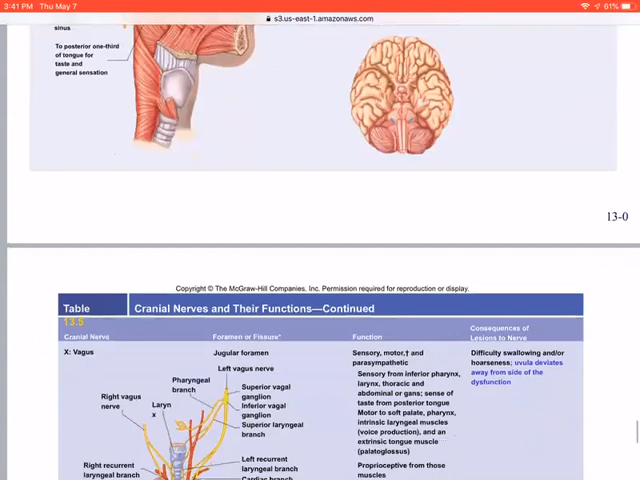 3:41 PM Thu May 7
61%
s3.us-east-1.amazonaws.com
sinus
To posterior one-third
of tongue for
taste and
general sensation
13-0
Copyright © The McGraw-Hill Companies, Inc. Permission required for reproduction or display.
Table
13.5
Cranial Nerves and Their Functions—Continued
Cranial Nerve
Foramen or Fissure*
Function
Consequences of
Lesions to Nerve
X: Vagus
Jugular foramen
Sensory, motor,† and
parasympathetic
Sensory from inferior pharynx,
larynx, thoracic and
abdominal or gans; sense of
taste from posterior tongue
Motor to soft palate, pharynx,
intrinsic laryngeal muscles
(voice production), and an
extrinsic tongue muscle
(palatoglossus)
Proprioceptive from those
muscles
Difficulty swallowing and/or
hoarseness; uvula deviates
away from side of the
dysfunction
Left vagus nerve
Pharyngeal
branch
Superior vagal
ganglion
Inferior vagal
ganglion
Superior laryngeal
branch
Right vagus
nerve
Laryn
x
Left recurrent
laryngeal branch
Cardiac branch
Right recurrent
laryngeal branch